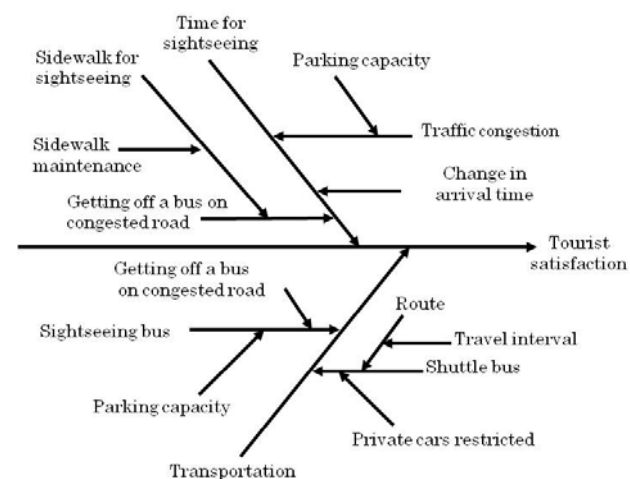 Time for
sightseeing
Sidewalk for
sightseeing
Parking capacity
Traffic congestion
Sidewalk
maintenance
Change in
arrival time
Getting off a bus on
congested road
Tourist
satisfaction
Getting off a bus
on congested road
Route
Sightseeing bus
Travel interval
Shuttle bus
Parking capacity
Private cars restricted
Transportation